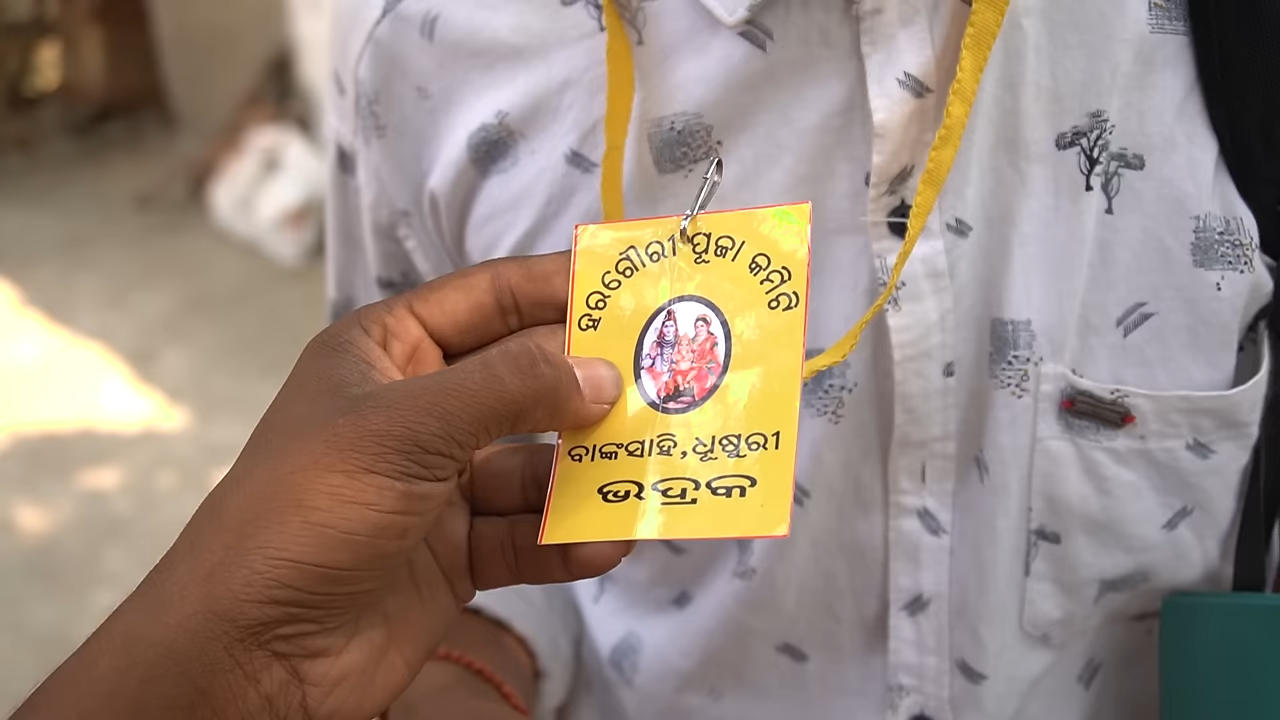 ହରଗୌରୀ ପୂଜା କମିଟି
ବାଙ୍କସାହି,ଧୂଷୁରୀ
ଭଦ୍ରକ